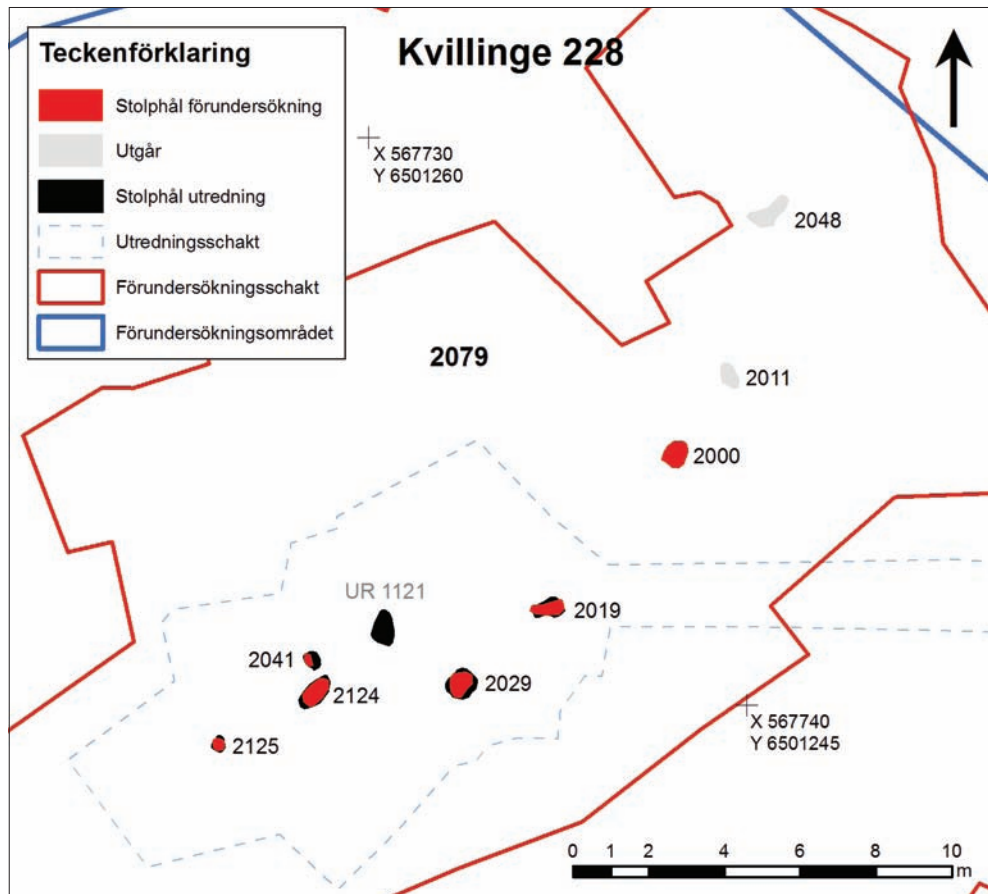 Kvillinge 228
Teckenförklaring
Stolphål förundersökning
Utgår
Stolphål utredning
Utredningsschakt
Förundersökningsschakt
Förundersökningsområdet
X 567730
Y 6501260
2048
2079
2011
2000
UR 1121
2019
2041
2124
2029
2125
X 567740
Y 6501245
0 1 2 4 6 8 10
m